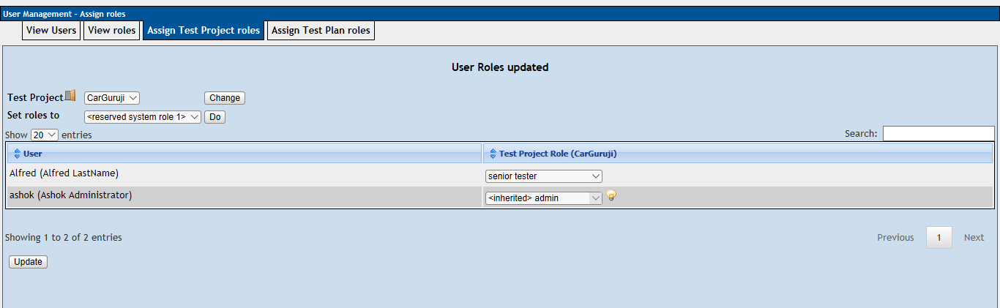 User Management - Assign roles
View Users View roles Assign Test Project roles Assign Test Plan roles
User Roles updated
Test Project CarGuruji Change
Set roles to <reserved system role 1> Do
Show 20 entries Search:
User Test Project Role (CarGuruji)
Alfred (Alfred LastName) senior tester
ashok (Ashok Administrator) <inherited> admin
Showing 1 to 2 of 2 entries Previous 1 Next
Update